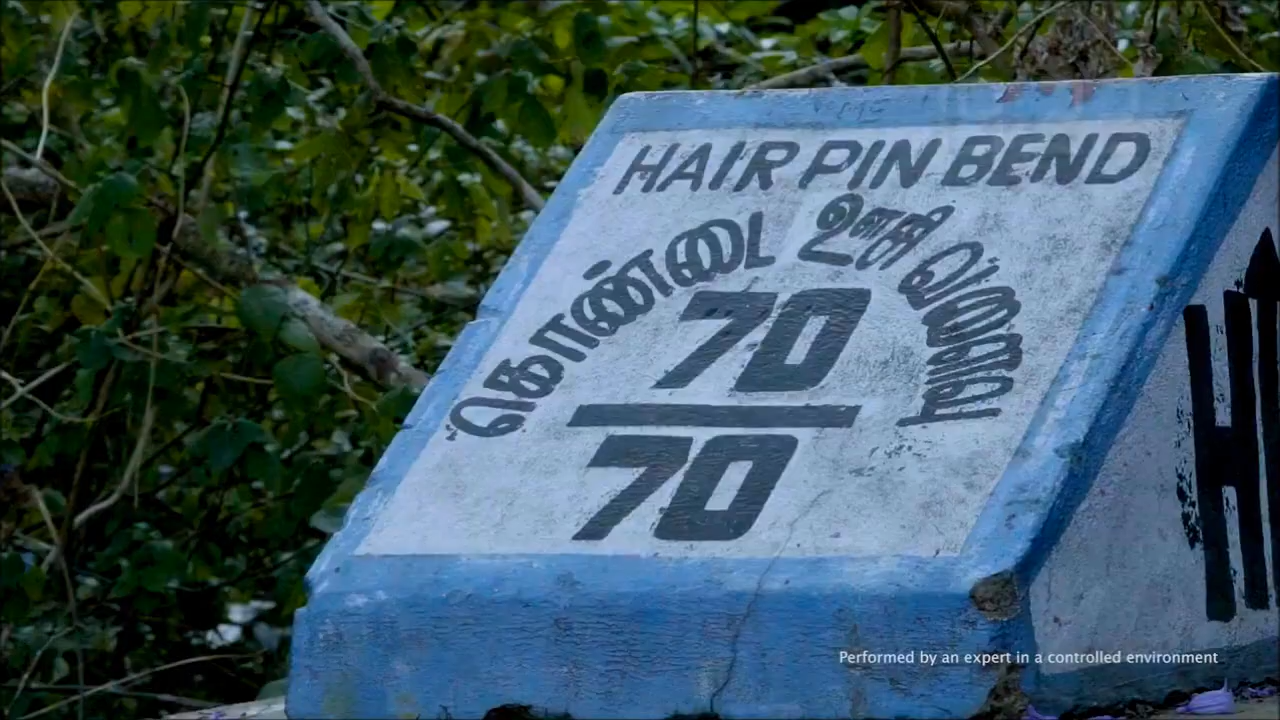 HAIR PIN BEND
கொண்டை ஊசி வளைவு
70
70
Performed by an expert in a controlled environment